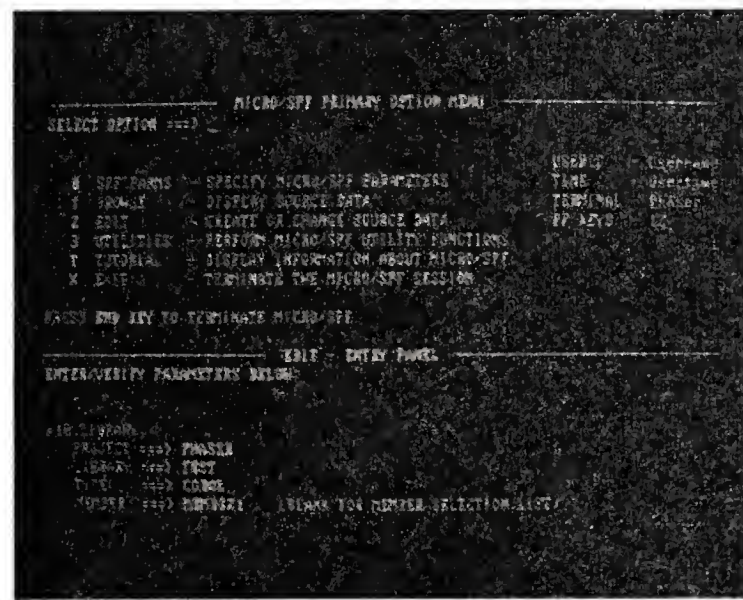 MICRO/SPF PRIMARY OPTION MENU
SELECT OPTION ===> _
USERID -
0 SPF PARMS - SPECIFY MICRO/SPF PARAMETERS TIME -
1 BROWSE - DISPLAY SOURCE DATA TERMINAL - PHASER
2 EDIT - CREATE OR CHANGE SOURCE DATA PF KEYS -
3 UTILITIES - PERFORM MICRO/SPF UTILITY FUNCTIONS
T TUTORIAL - DISPLAY INFORMATION ABOUT MICRO/SPF
X EXIT - TERMINATE THE MICRO/SPF SESSION
PRESS END KEY TO TERMINATE MICRO/SPF
EDIT - ENTRY PANEL
ENTER/VERIFY PARAMETERS BELOW:
LIBRARY
PROJECT ===> PHASER
LIBRARY ===> TEST
TYPE ===> COBOL
MEMBER ===> (BLANK FOR MEMBER SELECTION LIST)